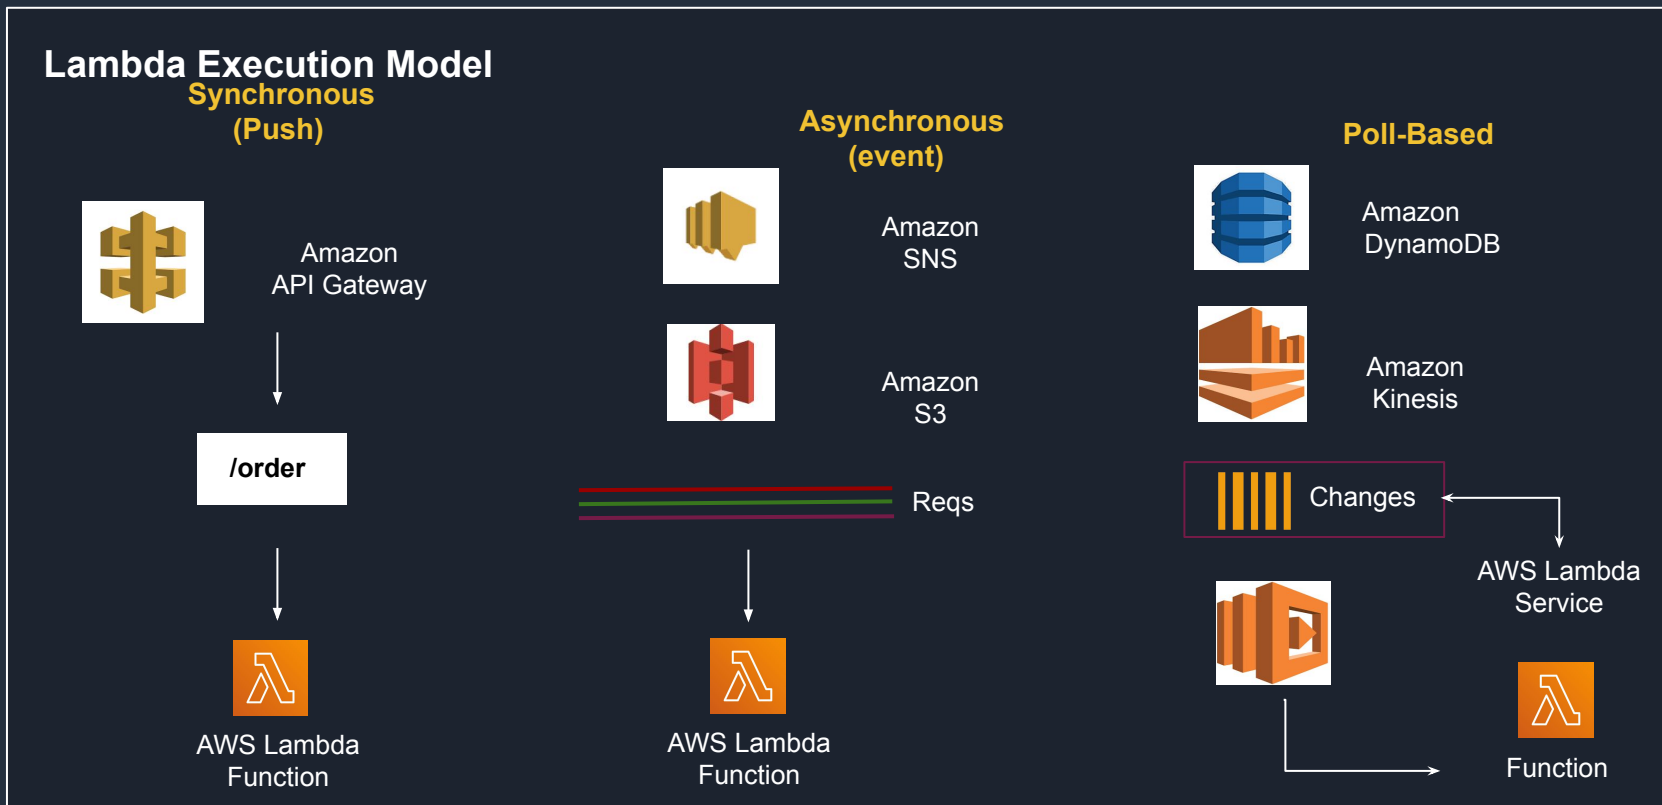 Lambda Execution Model
Synchronous
(Push)
Amazon
API Gateway
/order
AWS Lambda
Function
Asynchronous
(event)
Amazon
SNS
Amazon
S3
Reqs
AWS Lambda
Function
Poll-Based
Amazon
DynamoDB
Amazon
Kinesis
Changes
AWS Lambda
Service
Function